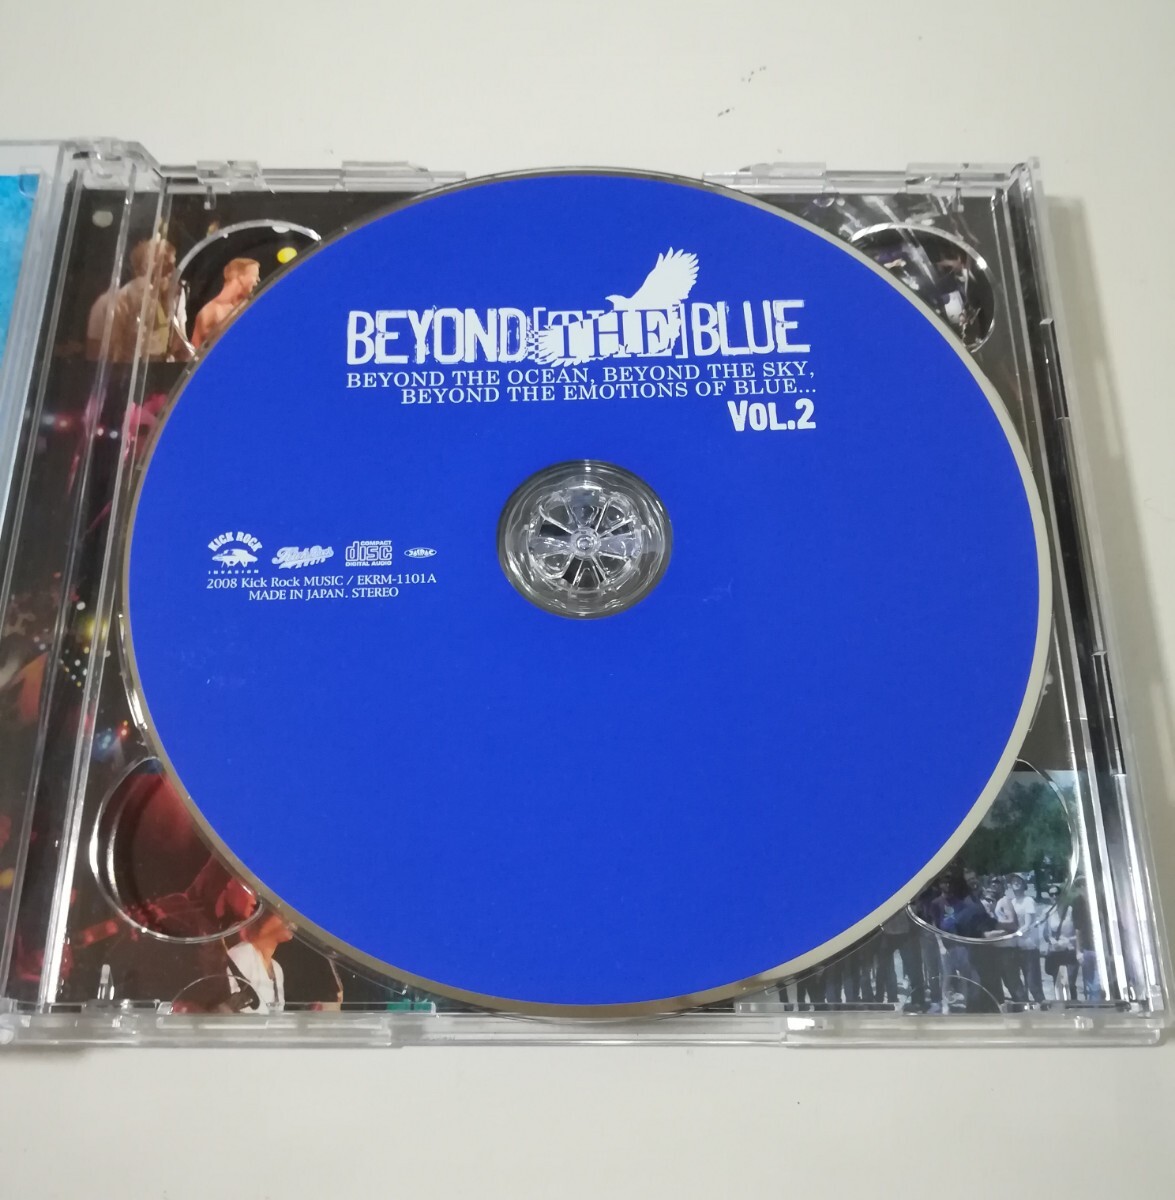 BEYOND[THE]BLUE
BEYOND THE OCEAN, BEYOND THE SKY,
BEYOND THE EMOTIONS OF BLUE...
VOL.2
KICK ROCK
INVASION
COMPACT
disc
DIGITAL AUDIO
2008 Kick Rock MUSIC / EKRM-1101A
MADE IN JAPAN. STEREO